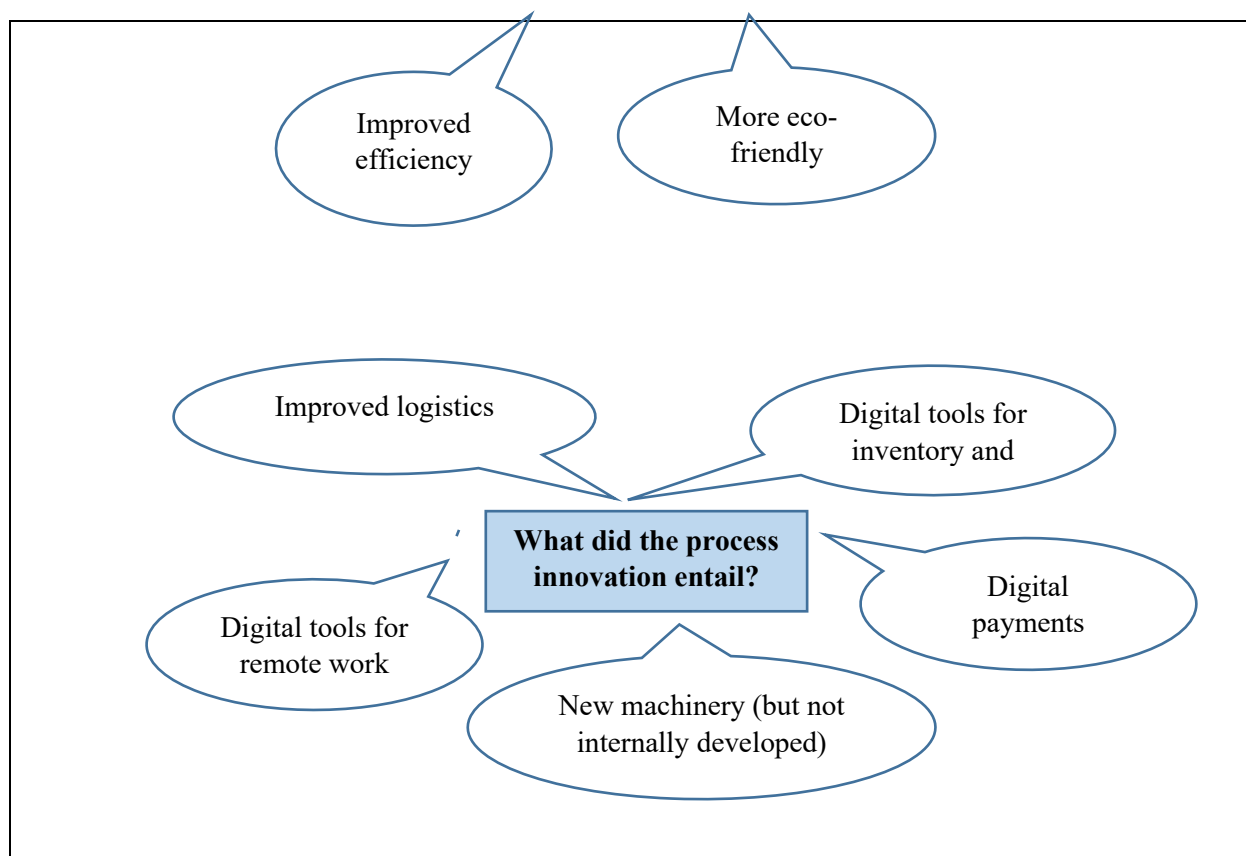 Improved
efficiency
More eco-
friendly
Improved logistics
Digital tools for
inventory and
What did the process
innovation entail?
Digital
payments
Digital tools for
remote work
New machinery (but not
internally developed)